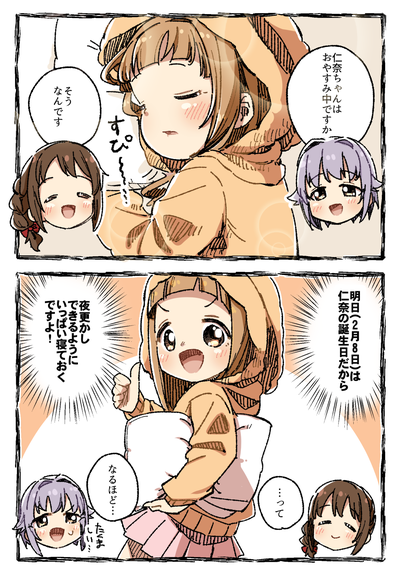 仁奈ちゃんは
おやすみ中ですか
そう
なんです
すぴ〜
明日(2月8日)は
仁奈の誕生日だから
夜更かし
できるように
いっぱい寝ておく
ですよ!
…って
なるほど…
たくま
しい…